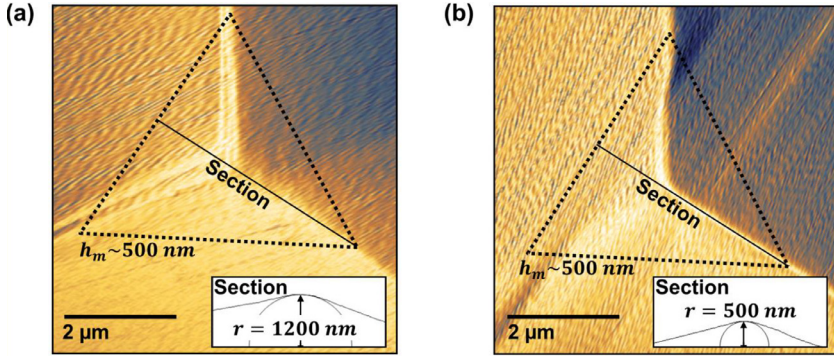 (a)
Section
h_m~500 nm
Section
r = 1200 nm
2 µm
(b)
Section
h_m~500 nm
Section
r = 500 nm
2 µm